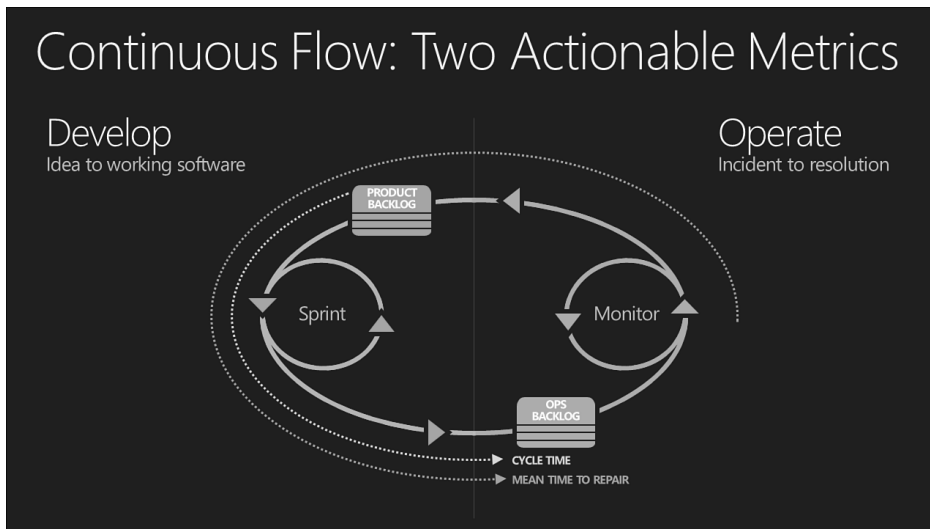 Continuous Flow: Two Actionable Metrics
Develop
Idea to working software
Operate
Incident to resolution
PRODUCT
BACKLOG
Sprint
Monitor
OPS
BACKLOG
CYCLE TIME
MEAN TIME TO REPAIR